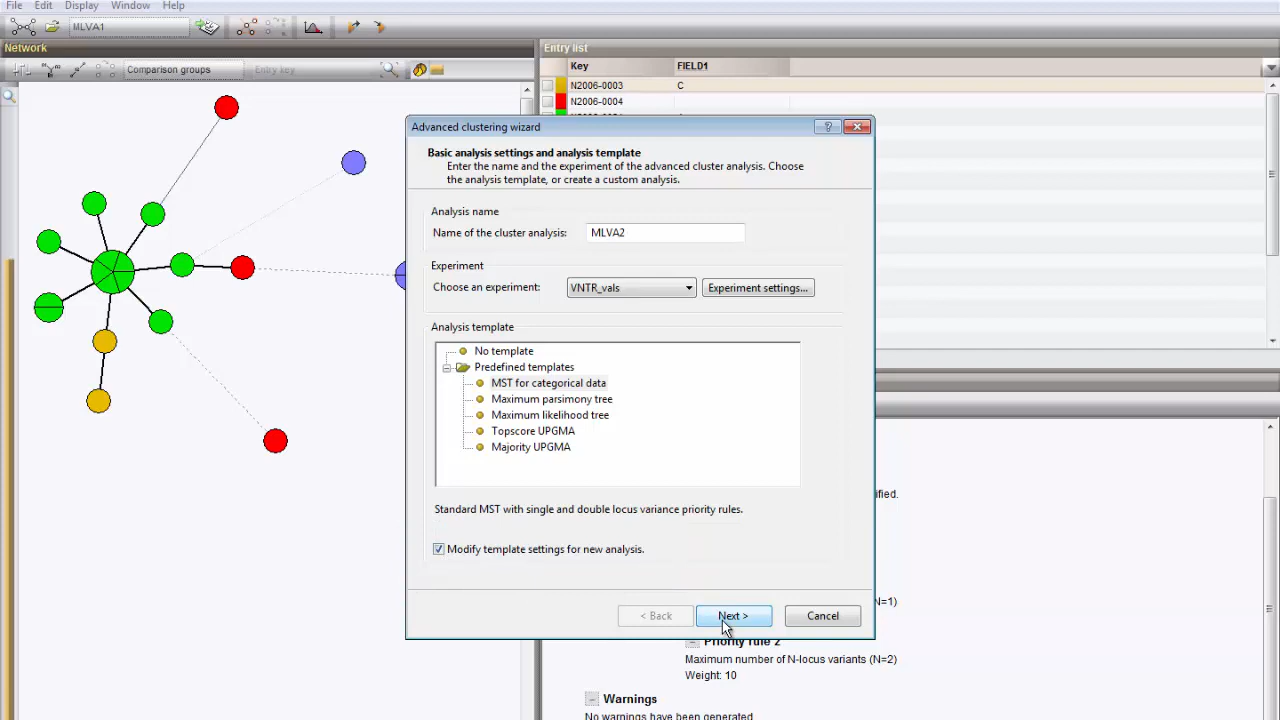 File Edit Display Window Help
MLVA1
Network
Comparison groups
Entry key
Entry list
Key FIELD1
N2006-0003 C
N2006-0004
Advanced clustering wizard
Basic analysis settings and analysis template
Enter the name and the experiment of the advanced cluster analysis. Choose
the analysis template, or create a custom analysis.
Analysis name
Name of the cluster analysis: MLVA2
Experiment
Choose an experiment: VNTR_vals Experiment settings...
Analysis template
No template
Predefined templates
MST for categorical data
Maximum parsimony tree
Maximum likelihood tree
Topscore UPGMA
Majority UPGMA
Standard MST with single and double locus variance priority rules.
Modify template settings for new analysis.
< Back Next > Cancel
ified.
N=1)
Priority rule 2
Maximum number of N-locus variants (N=2)
Weight: 10
Warnings
No warnings have been generated